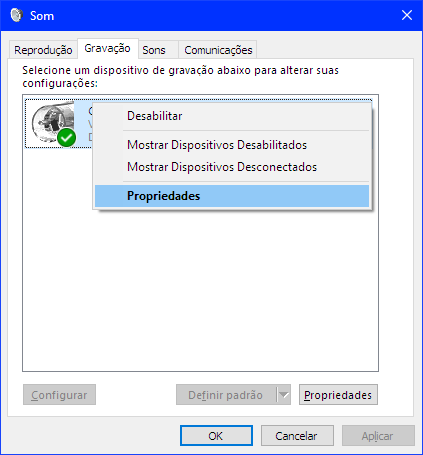 Som
Reprodução Gravação Sons Comunicações
Selecione um dispositivo de gravação abaixo para alterar suas
configurações:
Desabilitar
Mostrar Dispositivos Desabilitados
Mostrar Dispositivos Desconectados
Propriedades
Configurar Definir padrão Propriedades
OK Cancelar Aplicar